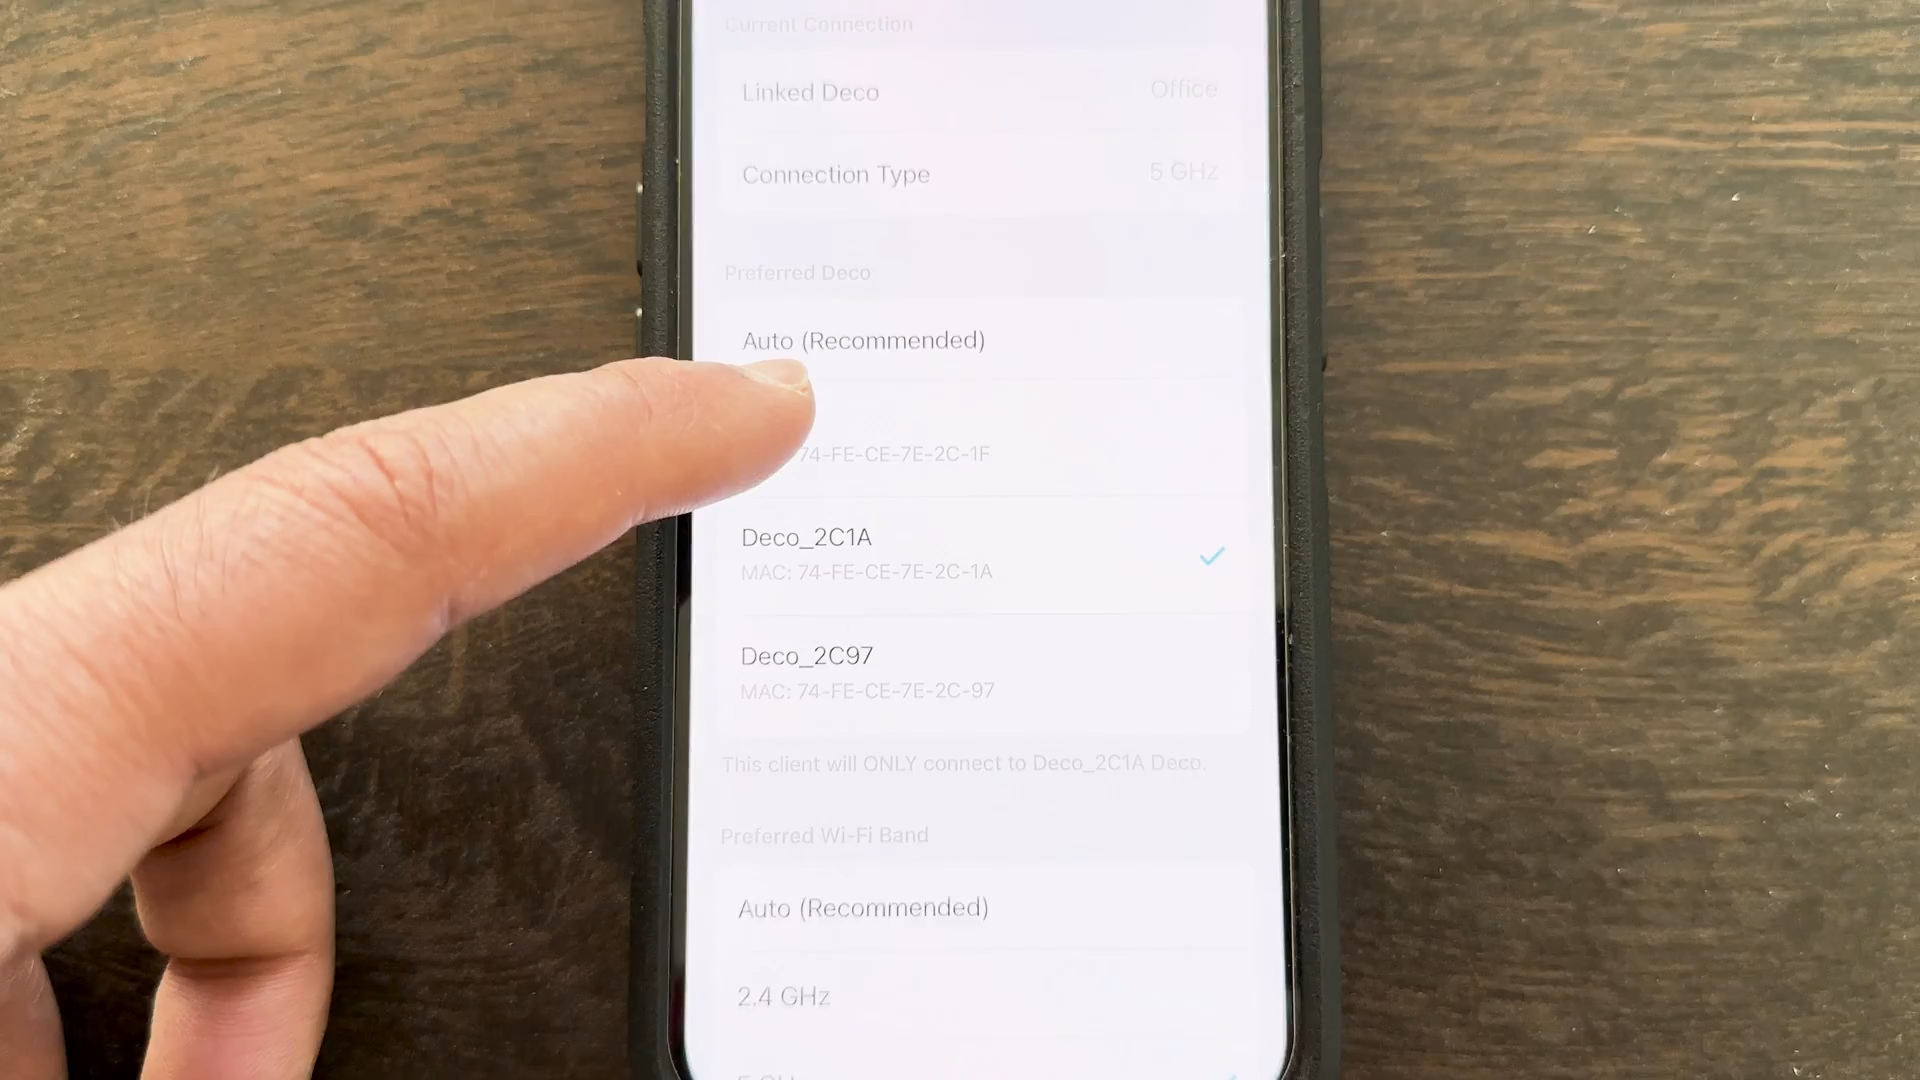 Current Connection
Linked Deco Office
Connection Type 5 GHz
Preferred Deco
Auto (Recommended)
74-FE-CE-7E-2C-1F
Deco_2C1A
MAC: 74-FE-CE-7E-2C-1A
Deco_2C97
MAC: 74-FE-CE-7E-2C-97
This client will ONLY connect to Deco_2C1A Deco.
Preferred Wi-Fi Band
Auto (Recommended)
2.4 GHz